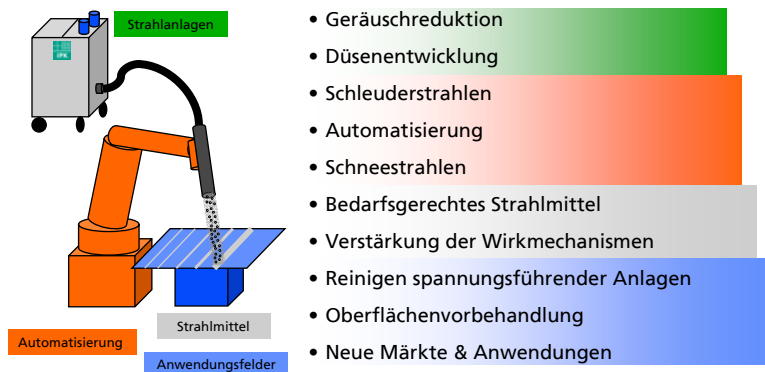 Strahlanlagen
IPK
Automatisierung
Strahlmittel
Anwendungsfelder
• Geräuschreduktion
• Düsenentwicklung
• Schleuderstrahlen
• Automatisierung
• Schneestrahlen
• Bedarfsgerechtes Strahlmittel
• Verstärkung der Wirkmechanismen
• Reinigen spannungsführender Anlagen
• Oberflächenvorbehandlung
• Neue Märkte & Anwendungen